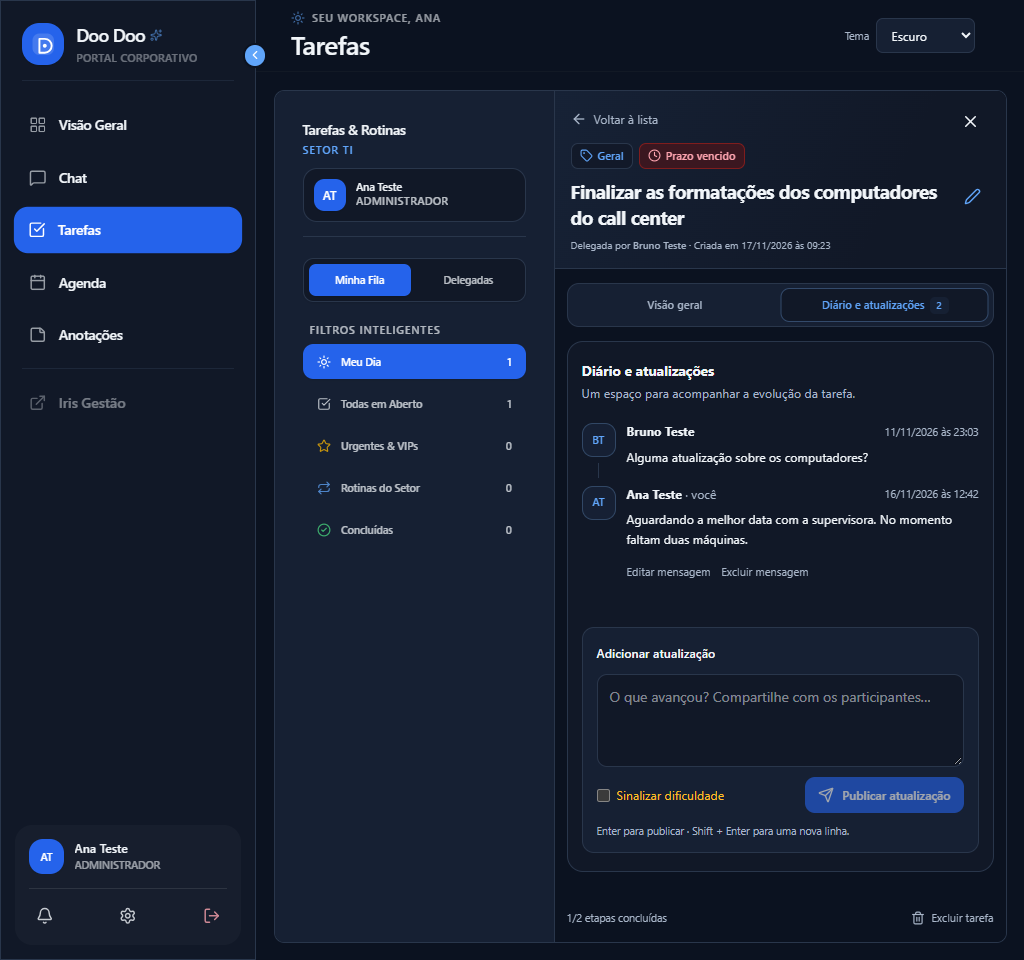 Doo Doo
PORTAL CORPORATIVO
Visão Geral
Chat
Tarefas
Agenda
Anotações
Iris Gestão
AT
Ana Teste
ADMINISTRADOR
SEU WORKSPACE, ANA
Tarefas
Tema
Escuro
Tarefas & Rotinas
SETOR TI
AT
Ana Teste
ADMINISTRADOR
Minha Fila
Delegadas
FILTROS INTELIGENTES
Meu Dia 1
Todas em Aberto 1
Urgentes & VIPs 0
Rotinas do Setor 0
Concluídas 0
Voltar à lista
Geral
Prazo vencido
Finalizar as formatações dos computadores
do call center
Delegada por Bruno Teste · Criada em 17/11/2026 às 09:23
Visão geral
Diário e atualizações 2
Diário e atualizações
Um espaço para acompanhar a evolução da tarefa.
BT
Bruno Teste
11/11/2026 às 23:03
Alguma atualização sobre os computadores?
AT
Ana Teste · você
16/11/2026 às 12:42
Aguardando a melhor data com a supervisora. No momento
faltam duas máquinas.
Editar mensagem
Excluir mensagem
Adicionar atualização
O que avançou? Compartilhe com os participantes...
Sinalizar dificuldade
Publicar atualização
Enter para publicar · Shift + Enter para uma nova linha.
1/2 etapas concluídas
Excluir tarefa